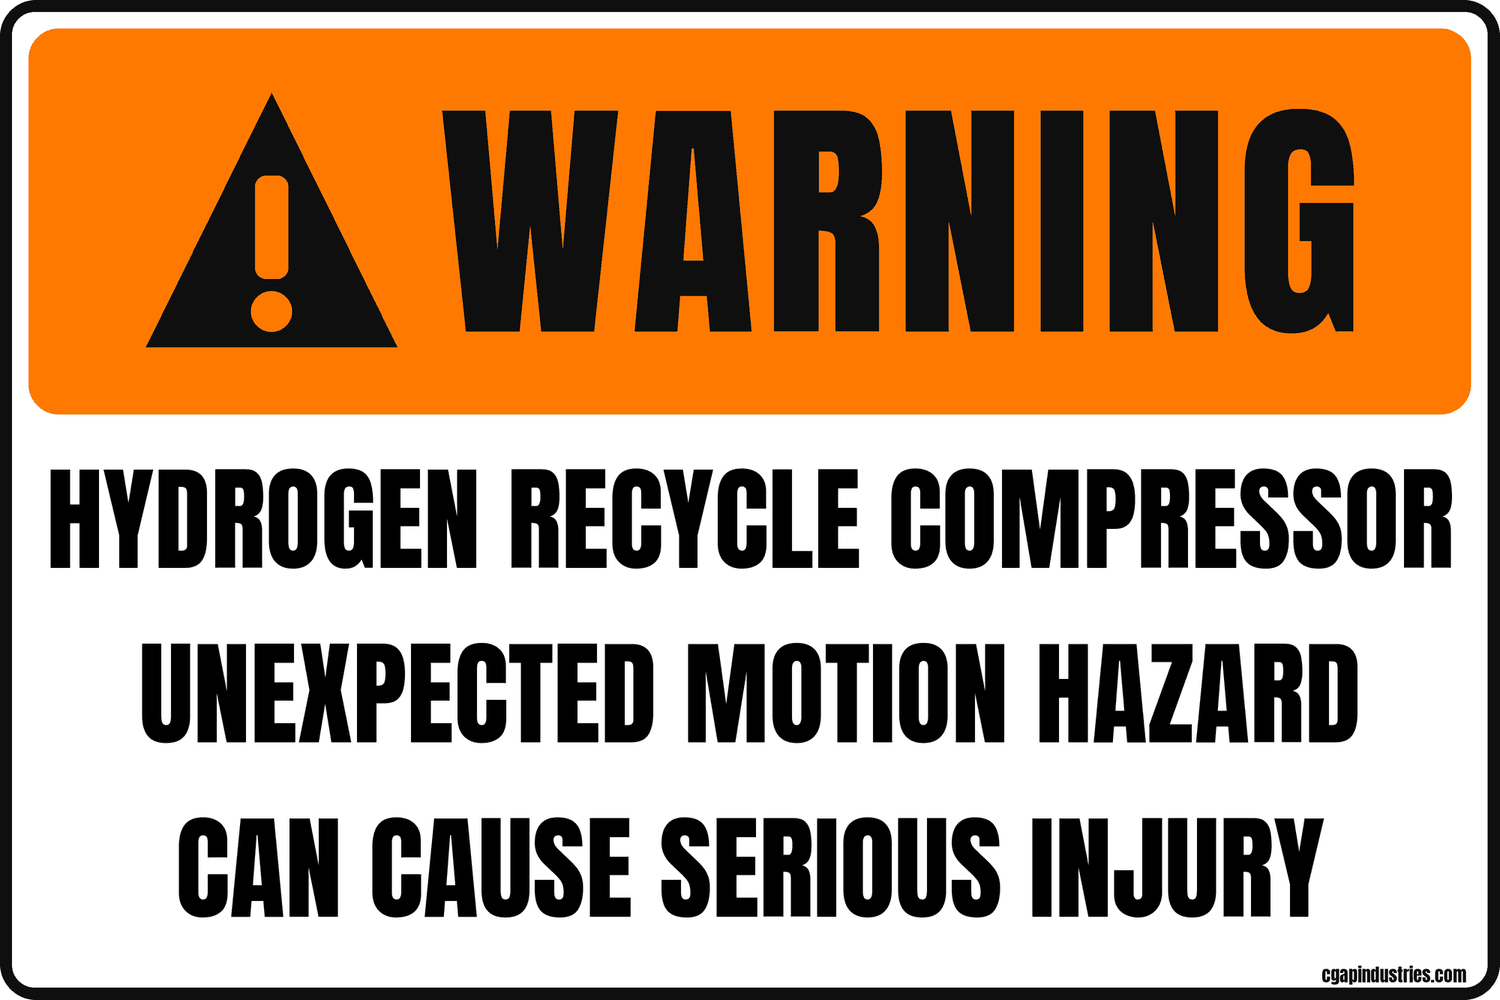 WARNING
HYDROGEN RECYCLE COMPRESSOR
UNEXPECTED MOTION HAZARD
CAN CAUSE SERIOUS INJURY
cgapindustries.com